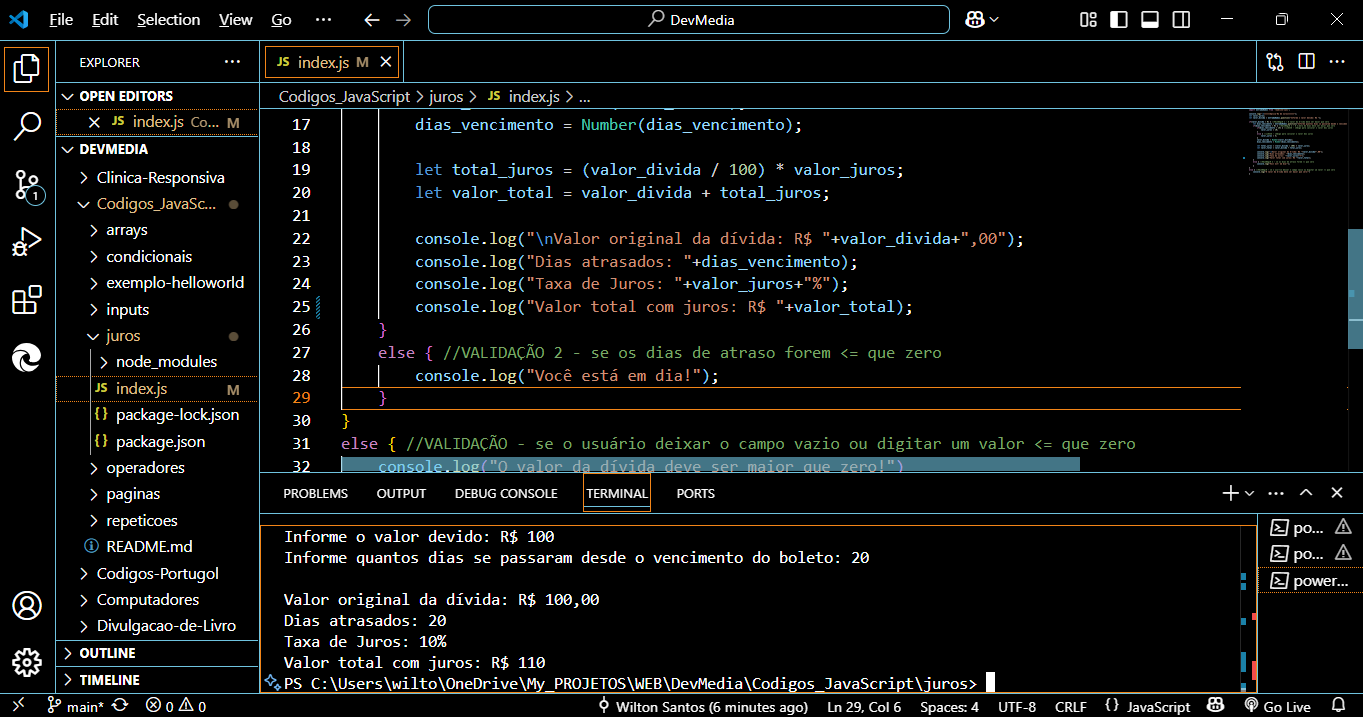 File Edit Selection View Go ··· DevMedia
EXPLORER ···
OPEN EDITORS
JS index.js Co... M
DEVMEDIA
Clinica-Responsiva
Codigos_JavaSc...
arrays
condicionais
exemplo-helloworld
inputs
juros
node_modules
JS index.js M
{} package-lock.json
{} package.json
operadores
paginas
repeticoes
README.md
Codigos-Portugol
Computadores
Divulgacao-de-Livro
OUTLINE
TIMELINE
1
JS index.js M
Codigos_JavaScript > juros > JS index.js > ...
17 dias_vencimento = Number(dias_vencimento);
18
19 let total_juros = (valor_divida / 100) * valor_juros;
20 let valor_total = valor_divida + total_juros;
21
22 console.log("\nValor original da dívida: R$ "+valor_divida+",00");
23 console.log("Dias atrasados: "+dias_vencimento);
24 console.log("Taxa de Juros: "+valor_juros+"%");
25 console.log("Valor total com juros: R$ "+valor_total);
26 }
27 else { //VALIDAÇÃO 2 - se os dias de atraso forem <= que zero
28 console.log("Você está em dia!");
29 }
30 }
31 else { //VALIDAÇÃO - se o usuário deixar o campo vazio ou digitar um valor <= que zero
32 console.log("O valor da dívida deve ser maior que zero!")
PROBLEMS OUTPUT DEBUG CONSOLE TERMINAL PORTS
Informe o valor devido: R$ 100
Informe quantos dias se passaram desde o vencimento do boleto: 20
Valor original da dívida: R$ 100,00
Dias atrasados: 20
Taxa de Juros: 10%
Valor total com juros: R$ 110
PS C:\Users\wilto\OneDrive\My_PROJETOS\WEB\DevMedia\Codigos_JavaScript\juros>
po...
po...
power...
main* 0 0 Wilton Santos (6 minutes ago) Ln 29, Col 6 Spaces: 4 UTF-8 CRLF {} JavaScript Go Live